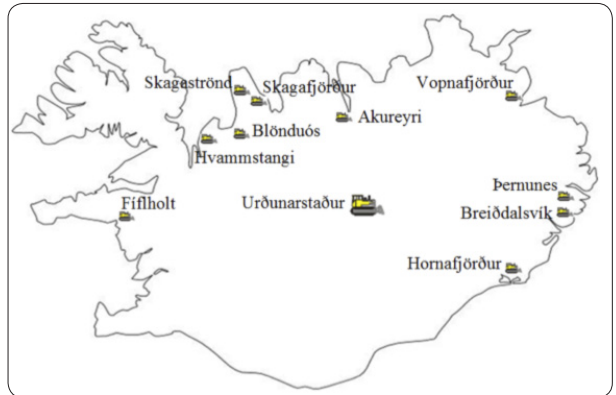 Skagaströnd
Skagafjörður
Vopnafjörður
Akureyri
Blönduós
Hvammstangi
Þernunes
Fíflholt
Urðunarstaður
Breiðdalsvík
Hornafjörður